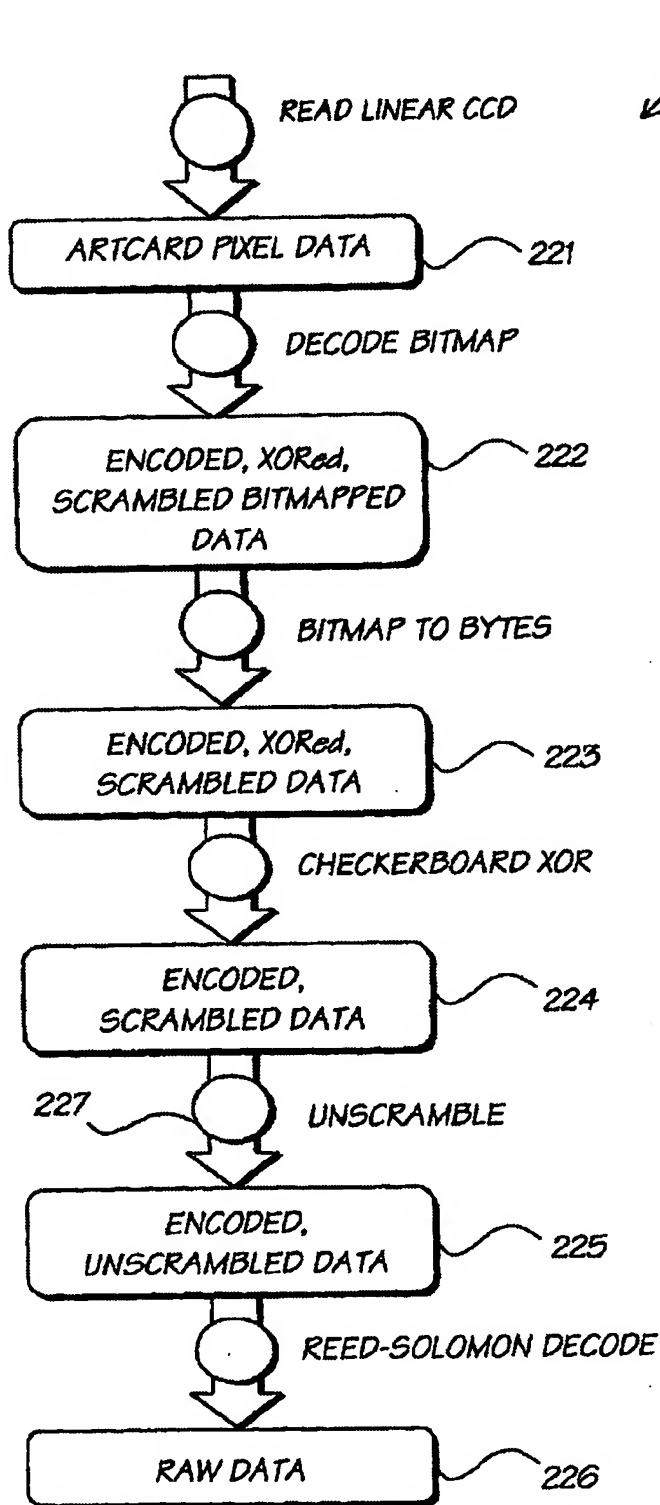 READ LINEAR CCD
ARTCARD PIXEL DATA
221
DECODE BITMAP
ENCODED, XORed,
SCRAMBLED BITMAPPED
DATA
222
BITMAP TO BYTES
ENCODED, XORed,
SCRAMBLED DATA
223
CHECKERBOARD XOR
ENCODED,
SCRAMBLED DATA
224
227
UNSCRAMBLE
ENCODED,
UNSCRAMBLED DATA
225
REED-SOLOMON DECODE
RAW DATA
226